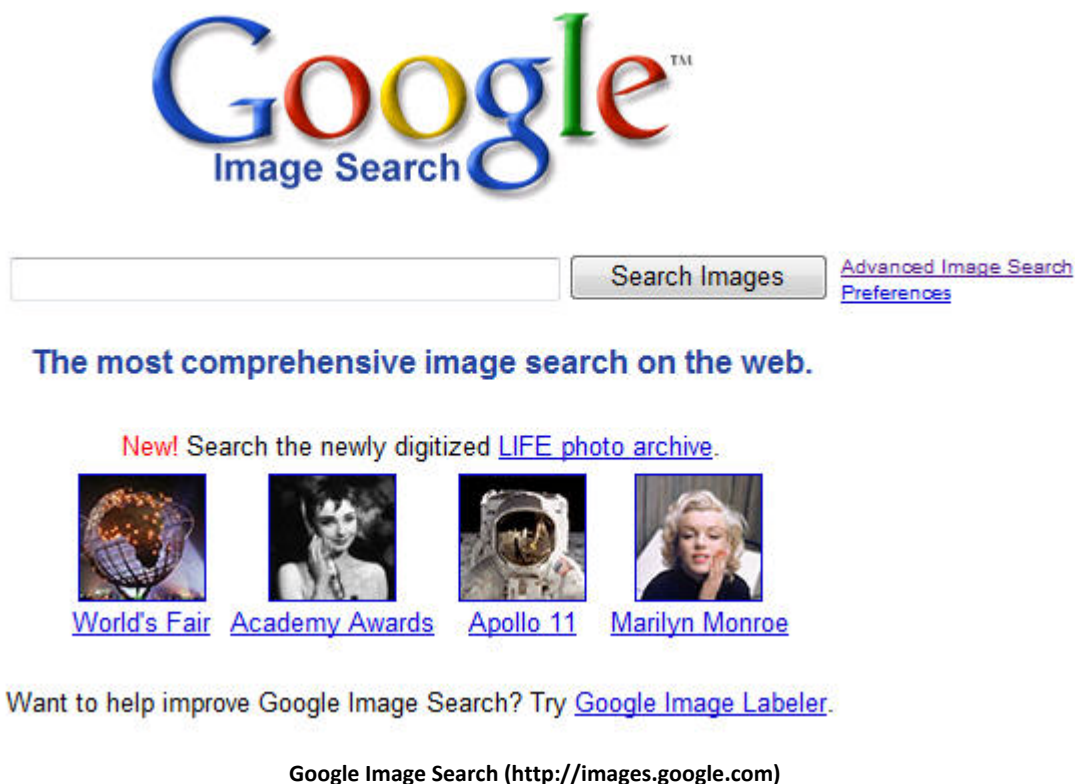 Google™
Image Search
Search Images
Advanced Image Search
Preferences
The most comprehensive image search on the web.
New! Search the newly digitized LIFE photo archive.
World's Fair Academy Awards Apollo 11 Marilyn Monroe
Want to help improve Google Image Search? Try Google Image Labeler.
Google Image Search (http://images.google.com)